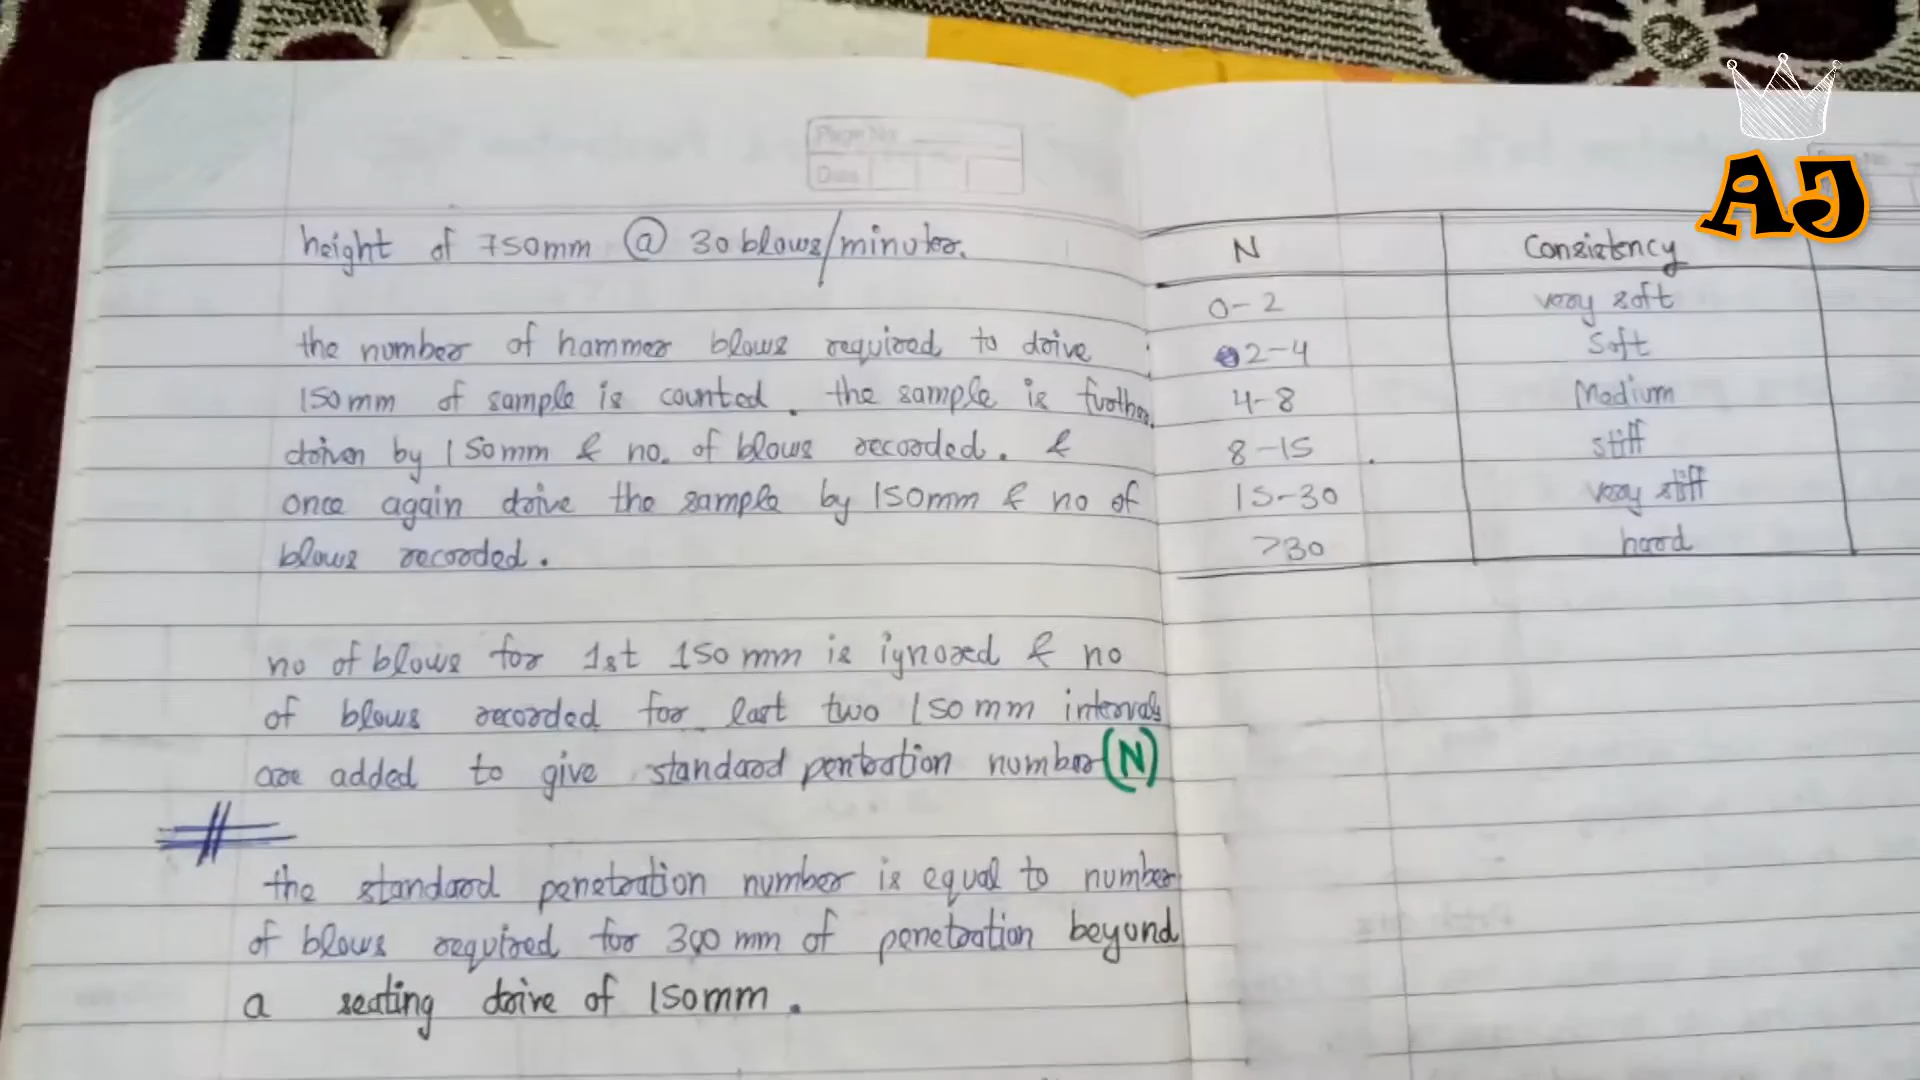 Page No
Date
height of 750mm @ 30 blows/minute.
the number of hammer blows required to drive
150mm of sample is counted. the sample is further
driven by 150mm & no. of blows recorded. &
once again drive the sample by 150mm & no of
blows recorded.
no of blows for 1st 150 mm is ignored & no
of blows recorded for last two 150 mm intervals
are added to give standard pentration number (N)
the standard penetration number is equal to number
of blows required for 300 mm of penetration beyond
a seating drive of 150mm.
N Consistency
0-2 very soft
2-4 Soft
4-8 Medium
8-15 stiff
15-30 very stiff
>30 hard
AJ